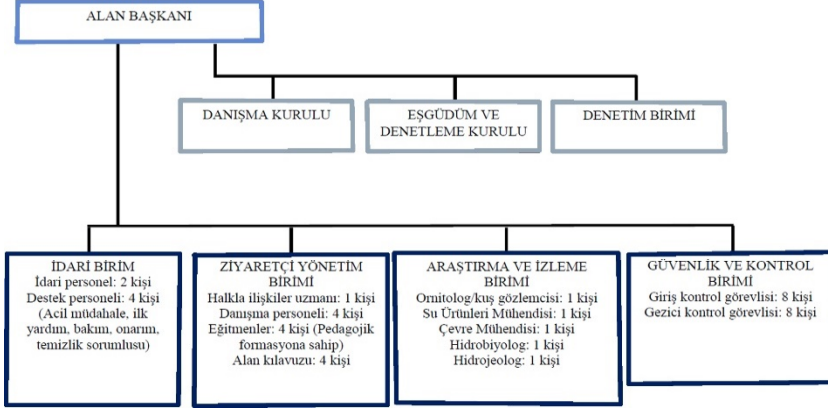 ALAN BAŞKANI
DANIŞMA KURULU
EŞGÜDÜM VE
DENETLEME KURULU
DENETİM BİRİMİ
İDARİ BİRİM
İdari personel: 2 kişi
Destek personeli: 4 kişi
(Acil müdahale, ilk
yardım, bakım, onarım,
temizlik sorumlusu)
ZİYARETÇİ YÖNETİM
BİRİMİ
Halkla ilişkiler uzmanı: 1 kişi
Danışma personeli: 4 kişi
Eğitmenler: 4 kişi (Pedagojik
formasyona sahip)
Alan kılavuzu: 4 kişi
ARAŞTIRMA VE İZLEME
BİRİMİ
Ornitolog/kuş gözlemcisi: 1 kişi
Su Ürünleri Mühendisi: 1 kişi
Çevre Mühendisi: 1 kişi
Hidrobiyolog: 1 kişi
Hidrojeolog: 1 kişi
GÜVENLİK VE KONTROL
BİRİMİ
Giriş kontrol görevlisi: 8 kişi
Gezici kontrol görevlisi: 8 kişi